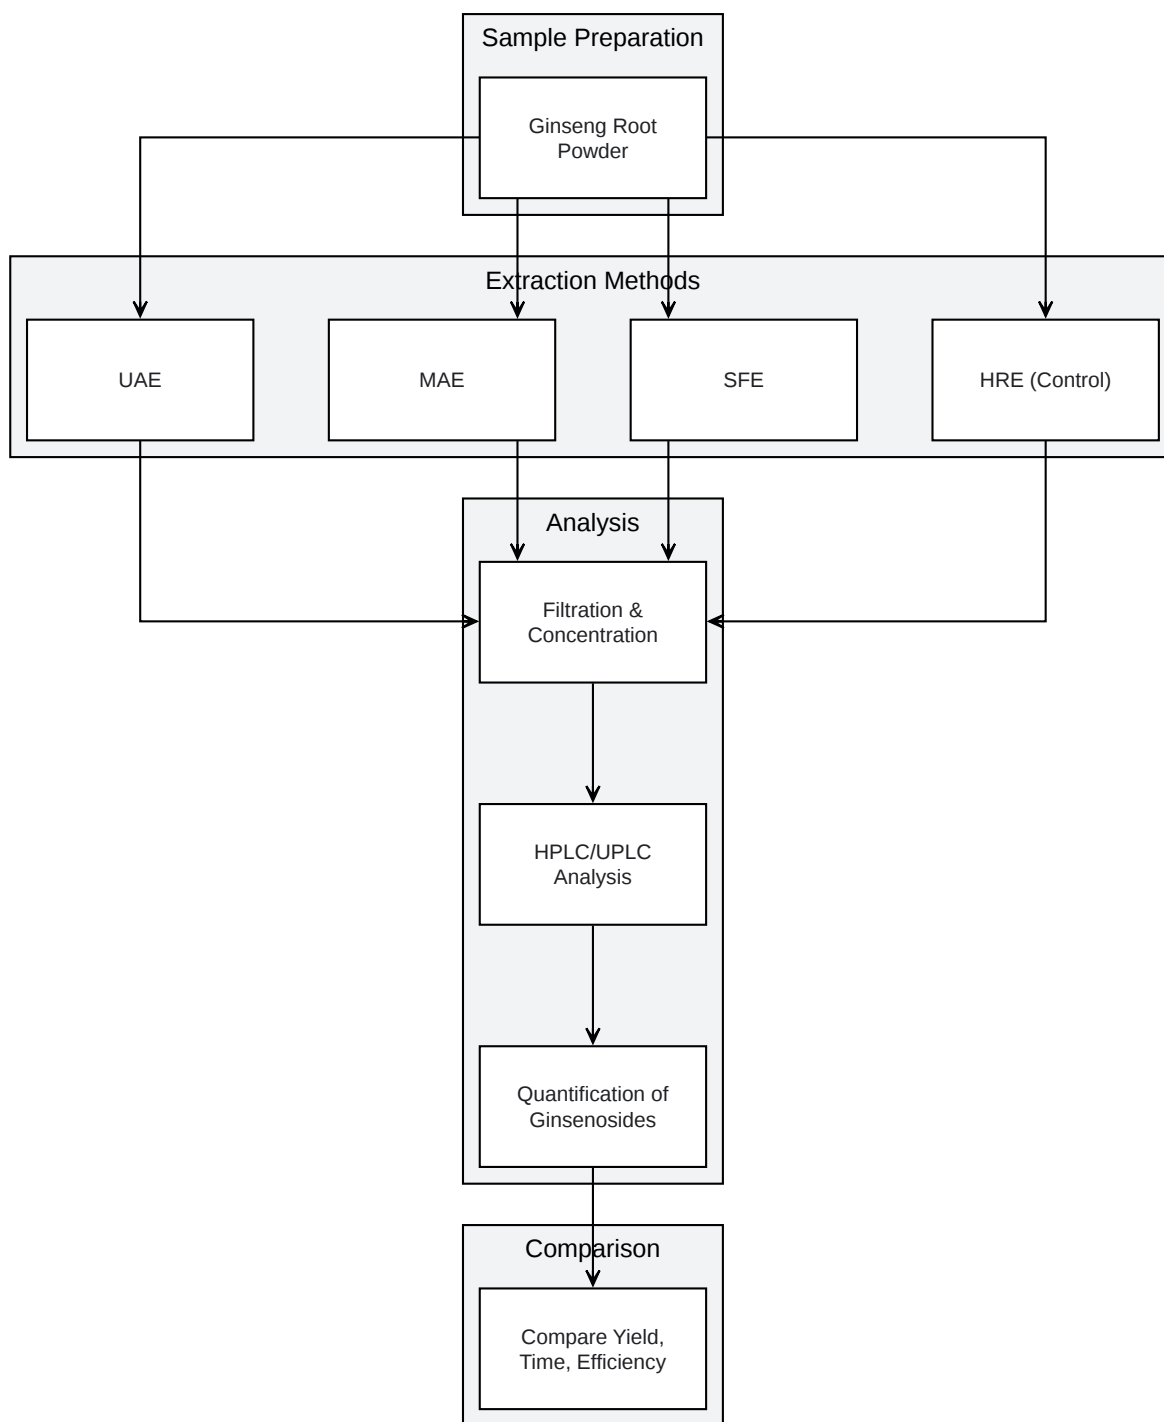 Sample Preparation
Ginseng Root
Powder
Extraction Methods
UAE
MAE
SFE
HRE (Control)
Analysis
Filtration &
Concentration
HPLC/UPLC
Analysis
Quantification of
Ginsenosides
Comparison
Compare Yield,
Time, Efficiency